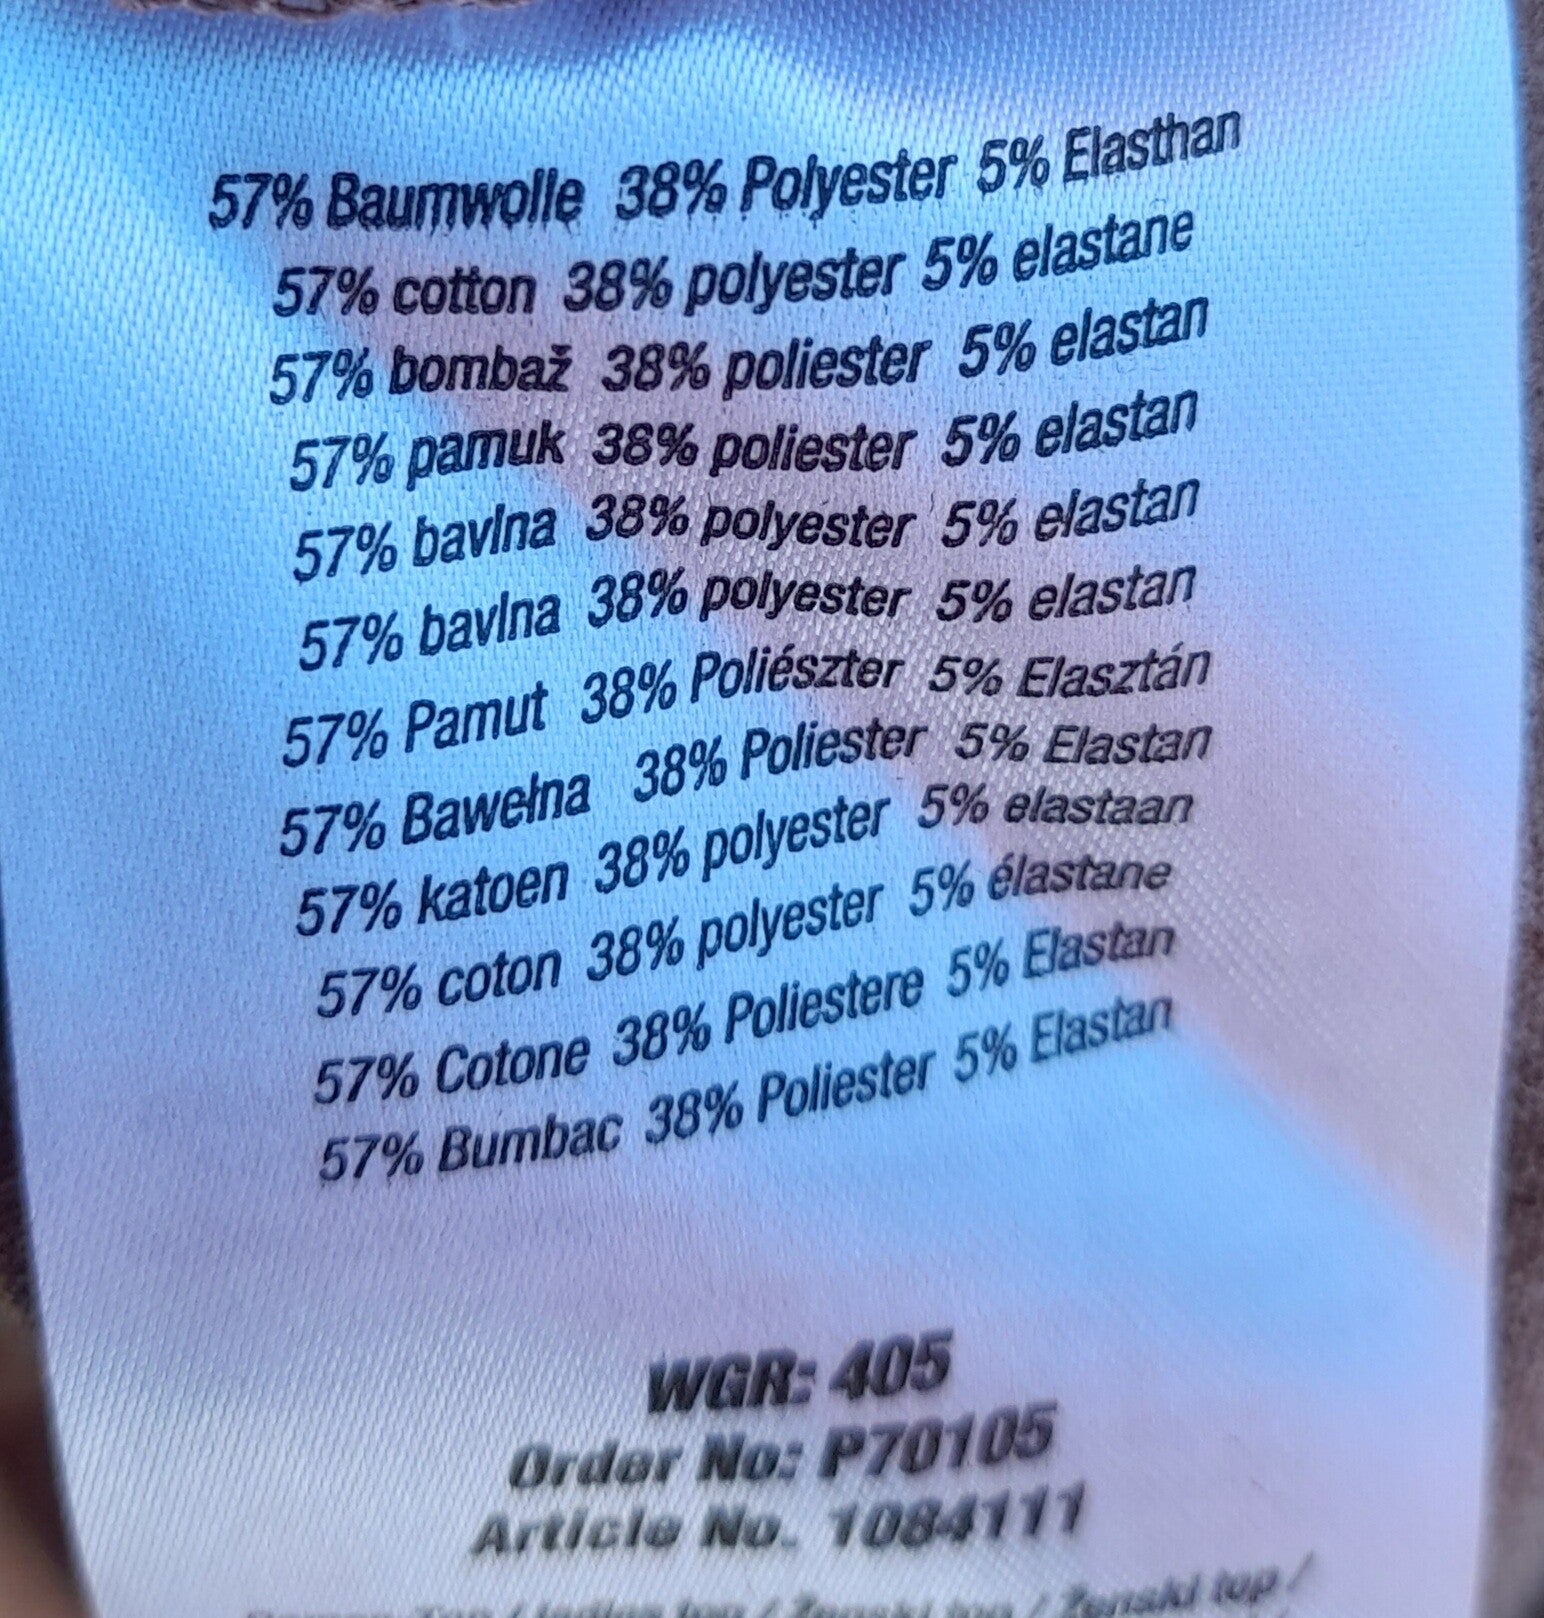 57% Baumwolle 38% Polyester 5% Elasthan
57% cotton 38% polyester 5% elastane
57% bombaž 38% poliester 5% elastan
57% pamuk 38% poliester 5% elastan
57% bavlna 38% polyester 5% elastan
57% bavlna 38% polyester 5% elastan
57% Pamut 38% Poliészter 5% Elasztán
57% Bawełna 38% Poliester 5% Elastan
57% katoen 38% polyester 5% elastaan
57% coton 38% polyester 5% élastane
57% Cotone 38% Poliestere 5% Elastan
57% Bumbac 38% Poliester 5% Elastan
WGR: 405
Order No: P70105
Article No. 1084111
top / Ženski top /